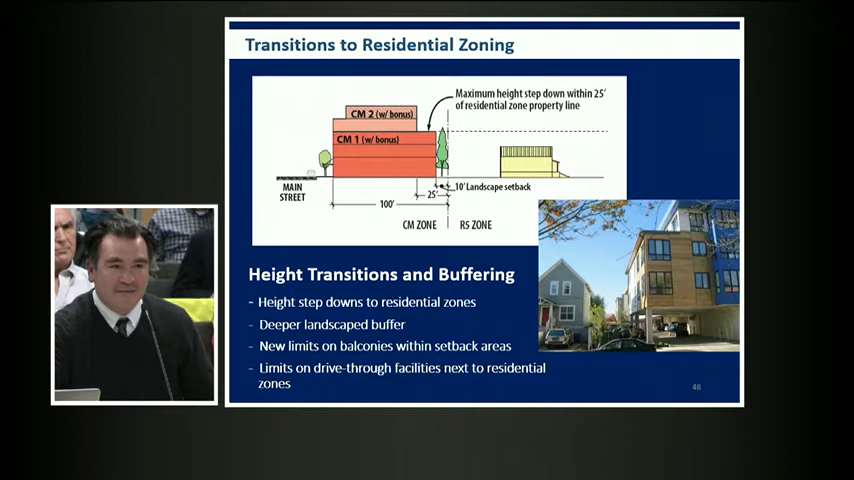 Transitions to Residential Zoning
Maximum height step down within 25'
of residential zone property line
CM 2 (w/ bonus)
CM 1 (w/ bonus)
MAIN
STREET
10' Landscape setback
25'
100'
CM ZONE
R5 ZONE
Height Transitions and Buffering
- Height step downs to residential zones
- Deeper landscaped buffer
- New limits on balconies within setback areas
- Limits on drive-through facilities next to residential
zones
48